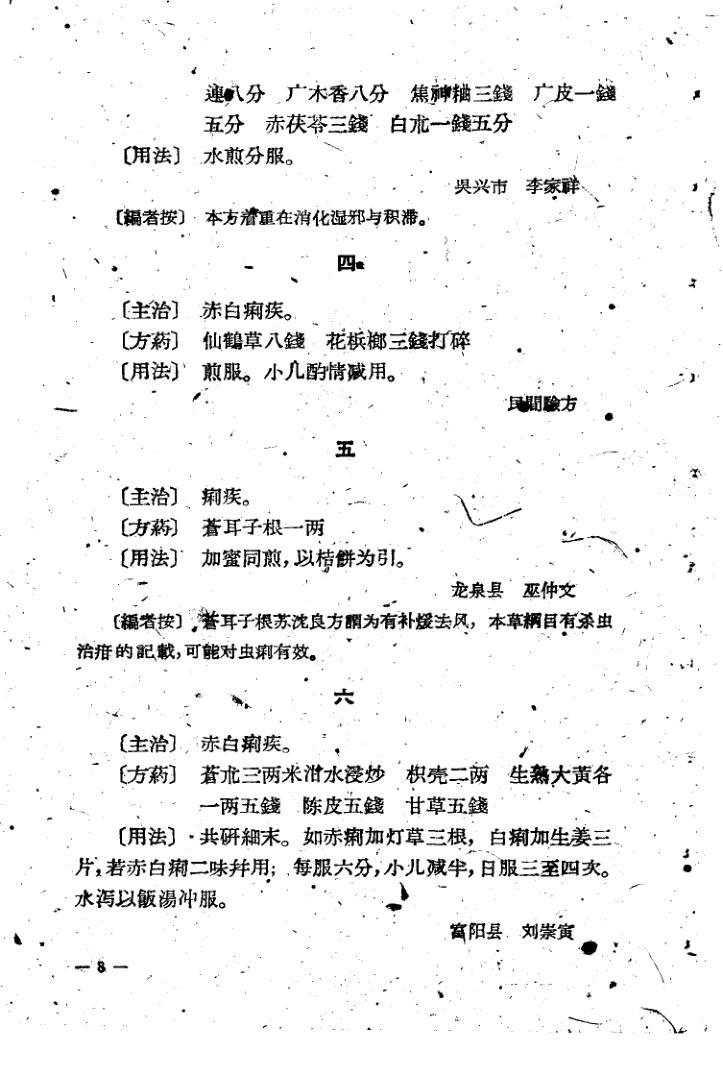 連八分　广木香八分　焦神粬三錢　广皮一錢
五分　赤茯苓三錢　白朮一錢五分
〔用法〕　水煎分服。
吳兴市　李家祥
〔編者按〕　本方着重在消化湿邪与积滞。
四
〔主治〕　赤白痢疾。
〔方葯〕　仙鶴草八錢　花梹榔三錢打碎
〔用法〕　煎服。小儿酌情减用。
民間驗方
五
〔主治〕　痢疾。
〔方葯〕　蒼耳子根一两
〔用法〕　加蜜同煎，以桔餅为引。
龙泉县　巫仲文
〔編者按〕　蒼耳子根苏沈良方謂为有补煖去风，本草綱目有杀虫
治疳的記載，可能对虫痢有效。
六
〔主治〕　赤白痢疾。
〔方葯〕　蒼朮三两米泔水浸炒　枳壳二两　生熟大黃各
一两五錢　陈皮五錢　甘草五錢
〔用法〕　共硏細末。如赤痢加灯草三根，白痢加生姜三
片，若赤白痢二味幷用；每服六分，小儿减半，日服三至四次。
水泻以飯湯冲服。
富阳县　刘崇寅
— 8 —